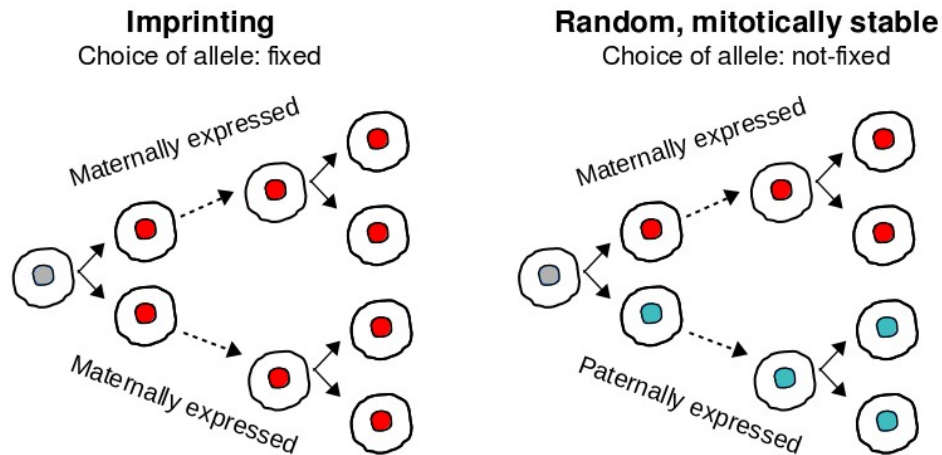 Imprinting
Choice of allele: fixed
Maternally expressed
Maternally expressed
Random, mitotically stable
Choice of allele: not-fixed
Maternally expressed
Paternally expressed